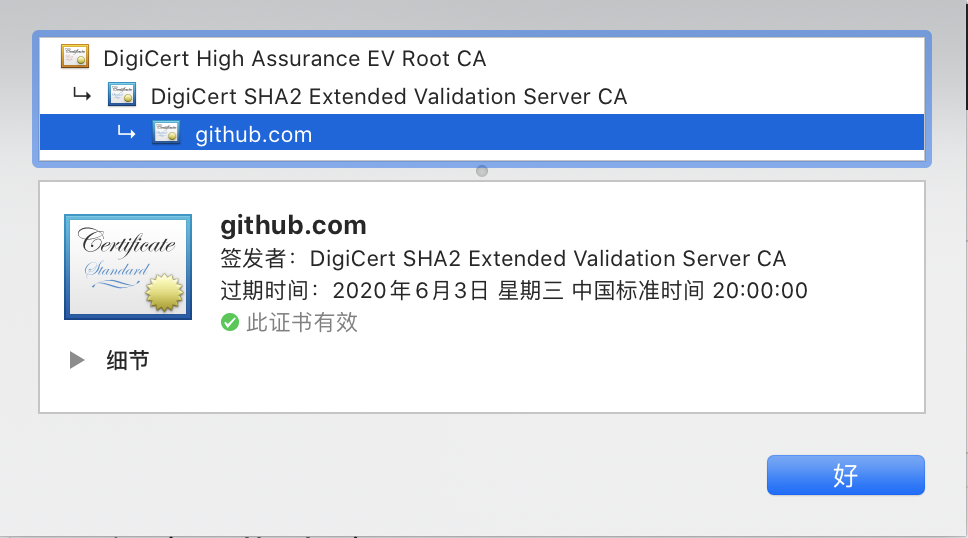 DigiCert High Assurance EV Root CA
DigiCert SHA2 Extended Validation Server CA
github.com
Certificate
Standard
github.com
签发者：DigiCert SHA2 Extended Validation Server CA
过期时间：2020年6月3日 星期三 中国标准时间 20:00:00
此证书有效
细节
好